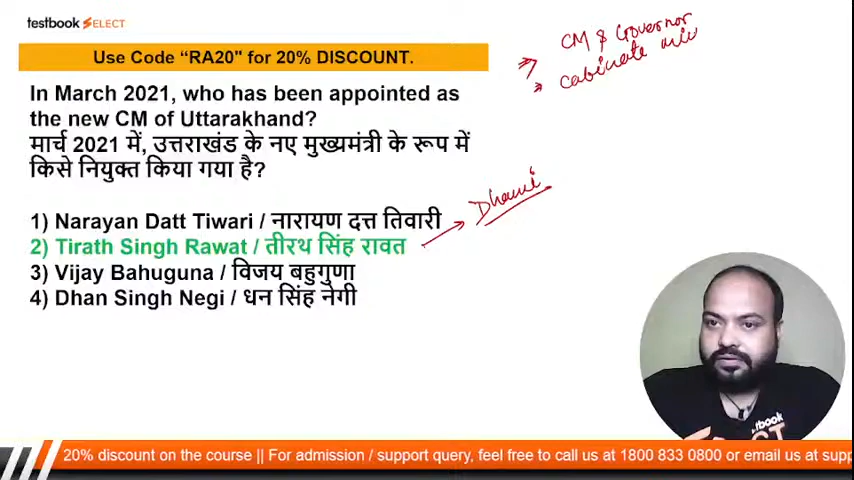 testbook SELECT
Use Code “RA20" for 20% DISCOUNT.
CM & Governor
cabinate min
In March 2021, who has been appointed as
the new CM of Uttarakhand?
मार्च 2021 में, उत्तराखंड के नए मुख्यमंत्री के रूप में
किसे नियुक्त किया गया है?
Dhami
1) Narayan Datt Tiwari / नारायण दत्त तिवारी
2) Tirath Singh Rawat / तीरथ सिंह रावत
3) Vijay Bahuguna / विजय बहुगुणा
4) Dhan Singh Negi / धन सिंह नेगी
20% discount on the course || For admission / support query, feel free to call us at 1800 833 0800 or email us at supp